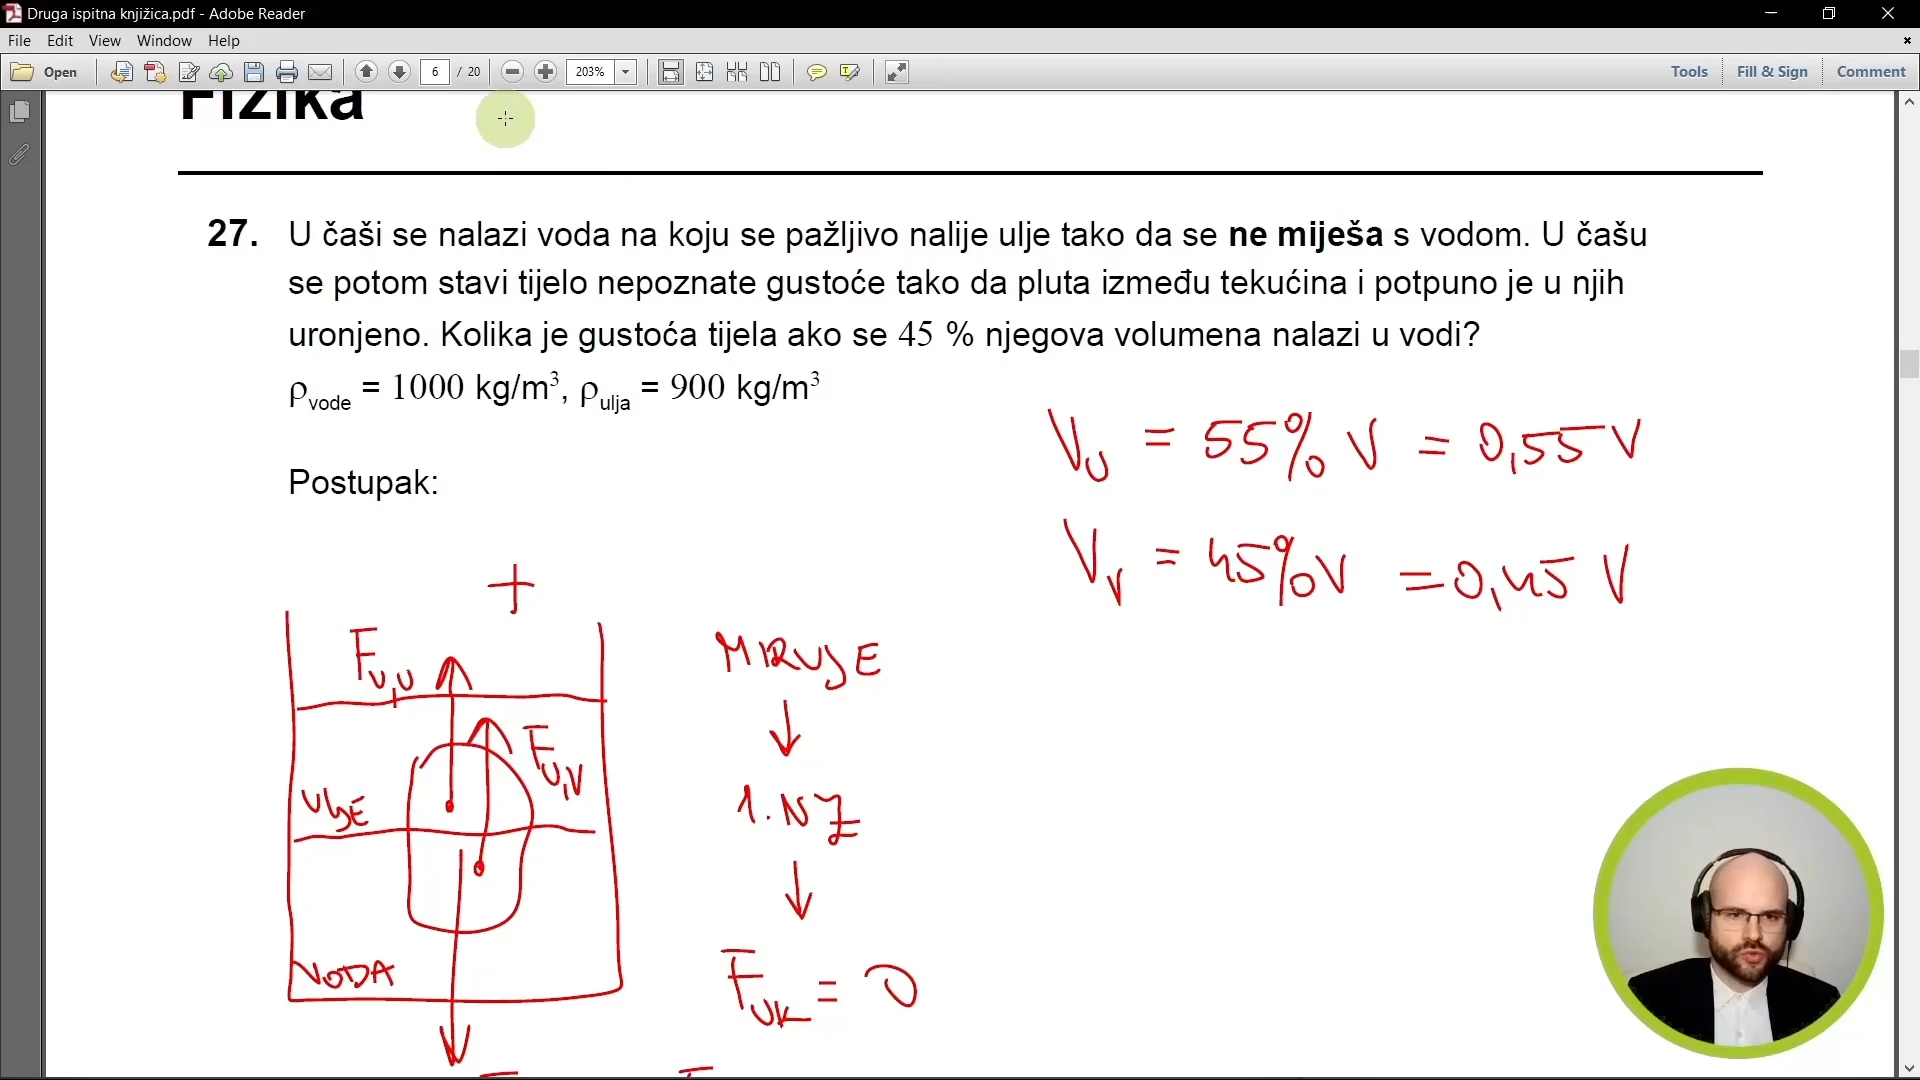 Druga ispitna knjižica.pdf - Adobe Reader
File Edit View Window Help
Open 6 / 20 203% Tools Fill & Sign Comment
Fizika
27. U čaši se nalazi voda na koju se pažljivo nalije ulje tako da se ne miješa s vodom. U čašu
se potom stavi tijelo nepoznate gustoće tako da pluta između tekućina i potpuno je u njih
uronjeno. Kolika je gustoća tijela ako se 45 % njegova volumena nalazi u vodi?
ρvode = 1000 kg/m³, ρulja = 900 kg/m³
Vu = 55% V = 0,55 V
Postupak:
Vv = 45% V = 0,45 V
+
Fu,u
MIRUJE
↓
Fu,v
ULJE
1. NZ
↓
VODA
FUK = 0